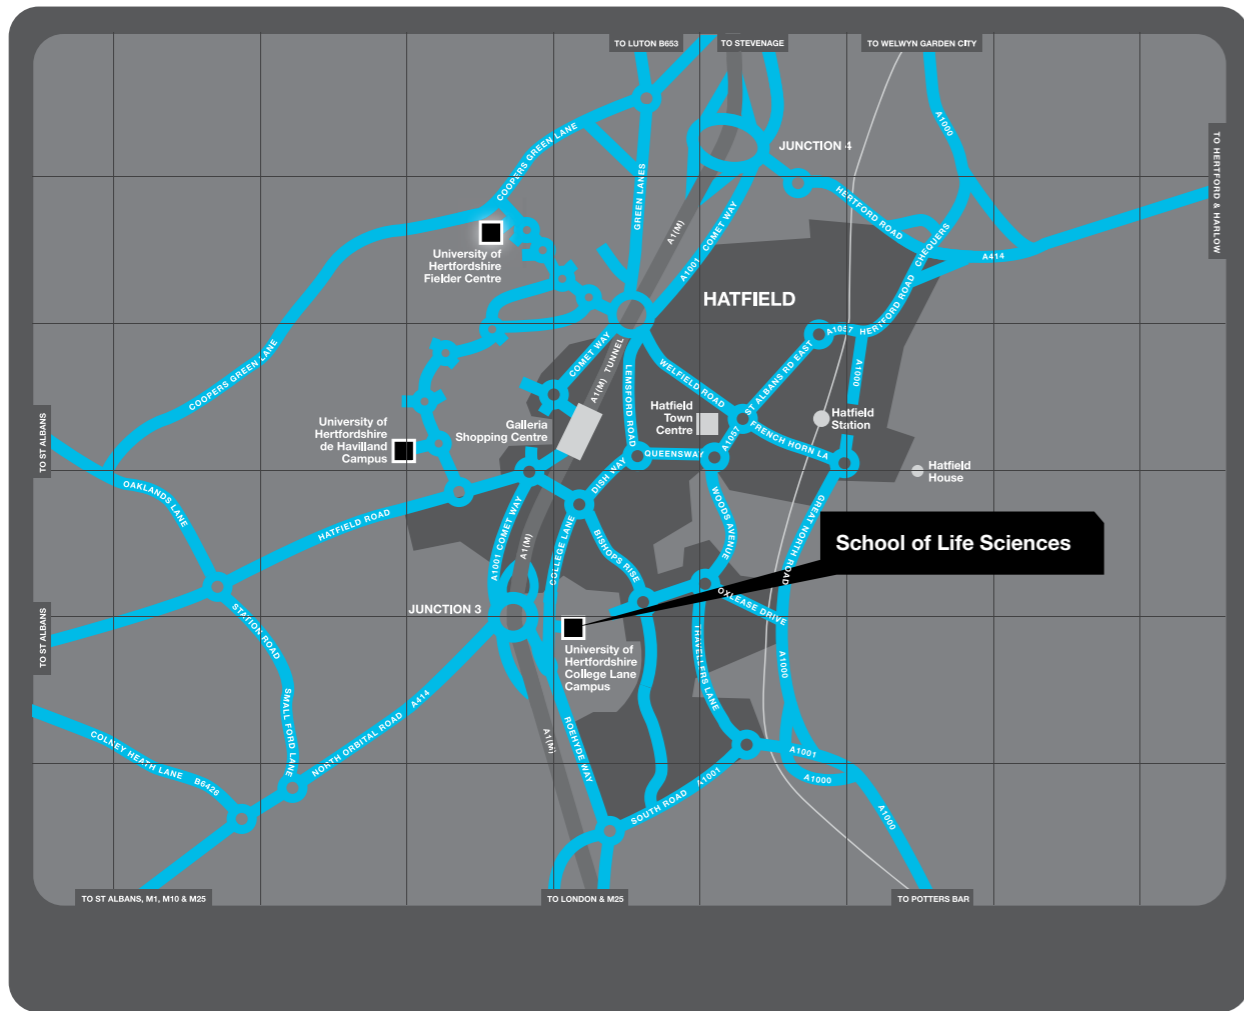 TO LUTON B653
TO STEVENAGE
TO WELWYN GARDEN CITY
A1000
TO HERTFORD & HARLOW
COOPERS GREEN LANE
JUNCTION 4
GREEN LANES
A1(M)
A1001 COMET WAY
HERTFORD ROAD
CHEQUERS
A414
University of
Hertfordshire
Fielder Centre
HATFIELD
COMET WAY
A1(M) TUNNEL
A1057
HERTFORD ROAD
A1000
COOPERS GREEN LANE
LEMSFORD ROAD
WELFIELD ROAD
ST ALBANS RD EAST
University of
Hertfordshire
de Havilland
Campus
Galleria
Shopping Centre
Hatfield
Town
Centre
Hatfield
Station
A1057
FRENCH HORN LA
QUEENSWAY
TO ST ALBANS
Hatfield
House
OAKLANDS LANE
HATFIELD ROAD
DISH WAY
WOODS AVENUE
GREAT NORTH ROAD
A1001 COMET WAY
A1(M)
COLLEGE LANE
BISHOPS RISE
School of Life Sciences
OXLEASE DRIVE
JUNCTION 3
TO ST ALBANS
STATION ROAD
University of
Hertfordshire
College Lane
Campus
TRAVELLERS LANE
A1000
SMALL FORD LANE
NORTH ORBITAL ROAD
A414
A1(M)
ROEHYDE WAY
COLNEY HEATH LANE
B6426
A1001
A1000
SOUTH ROAD
A1001
A1000
TO ST ALBANS, M1, M10 & M25
TO LONDON & M25
TO POTTERS BAR